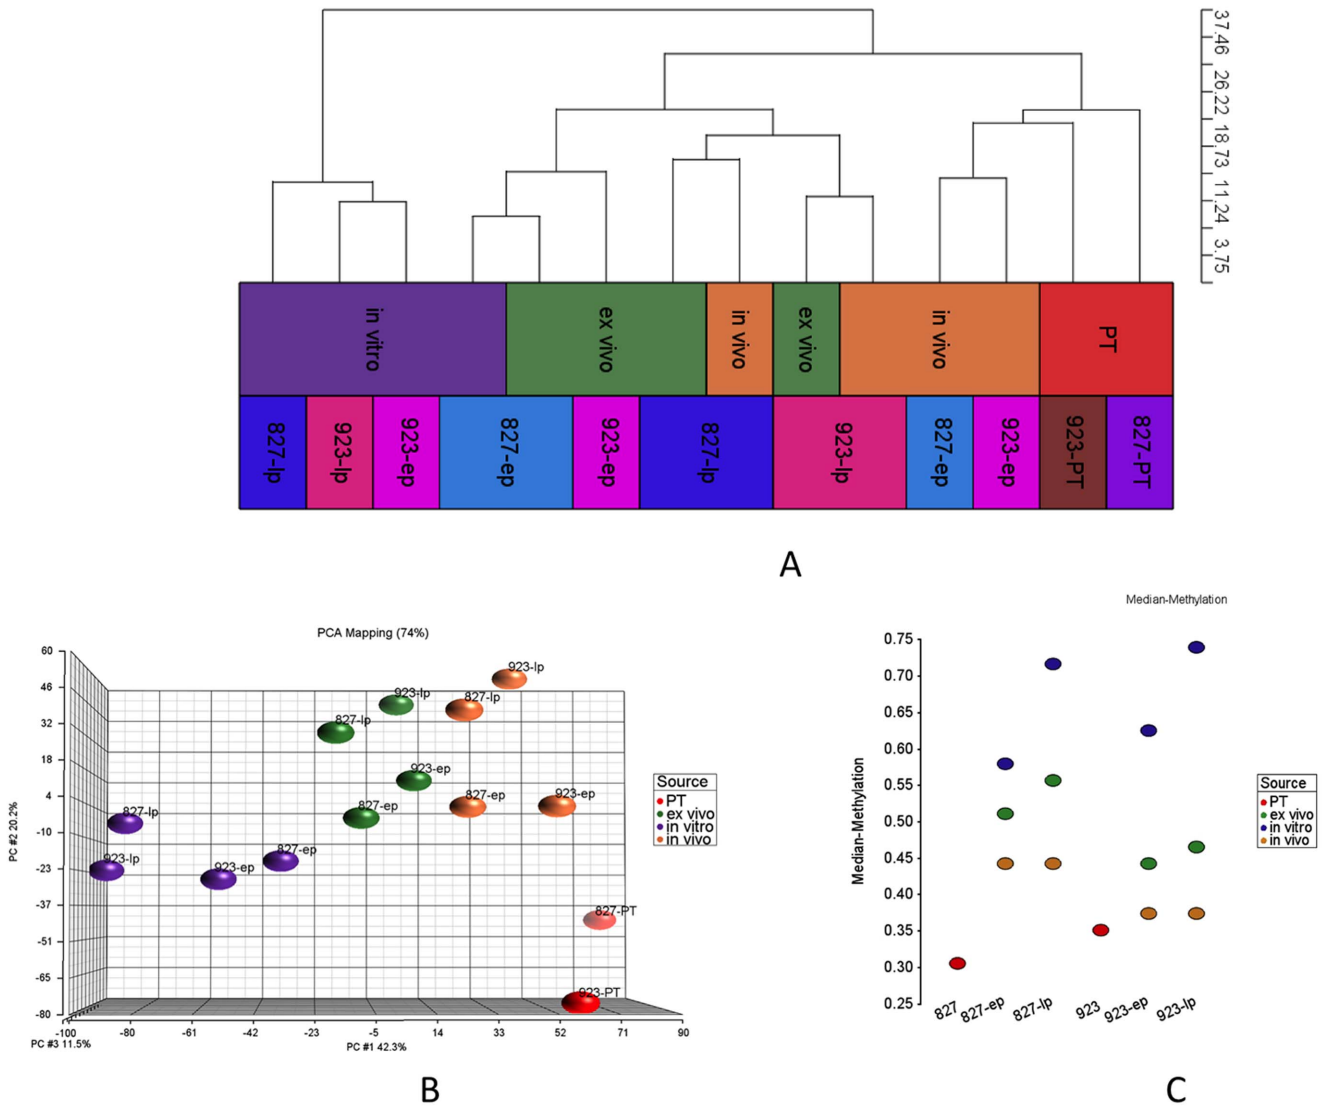 37.46
26.22
18.73
11.24
3.75
in vitro
ex vivo
in vivo
ex vivo
in vivo
PT
827-lp
923-lp
923-ep
827-ep
923-ep
827-lp
923-lp
827-ep
923-ep
923-PT
827-PT
A
PCA Mapping (74%)
60
46
32
18
4
-10
-23
-37
-51
-65
-80
PC #2 20.2%
923-lp
923-lp
827-lp
827-lp
923-ep
827-ep
827-ep
923-ep
827-lp
923-lp
923-ep
827-ep
827-PT
923-PT
-100
-80
-61
-42
-23
-5
14
33
52
71
90
PC #3 11.5%
PC #1 42.3%
Source
PT
ex vivo
in vitro
in vivo
B
Median-Methylation
0.75
0.70
0.65
0.60
0.55
0.50
0.45
0.40
0.35
0.30
0.25
Median-Methylation
827
827-ep
827-lp
923
923-ep
923-lp
Source
PT
ex vivo
in vitro
in vivo
C